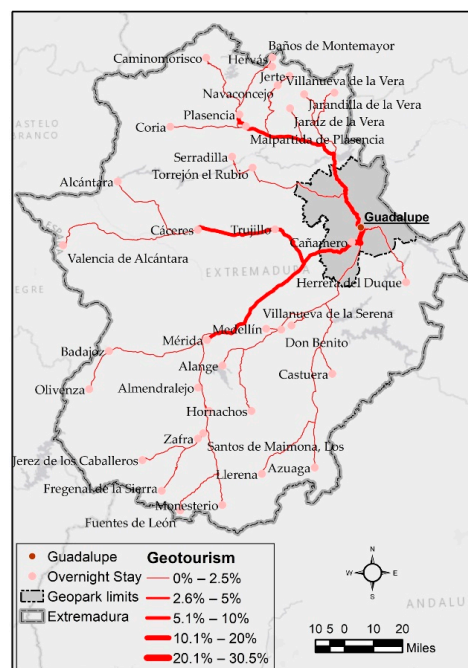 Baños de Montemayor
Caminomorisco
Hervás
Jerte
Villanueva de la Vera
Navaconcejo
Jarandilla de la Vera
Plasencia
Jaraíz de la Vera
CASTELO
BRANCO
Coria
Malpartida de Plasencia
Serradilla
Torrejón el Rubio
Alcántara
Guadalupe
Cáceres
Trujillo
Cañamero
Valencia de Alcántara
EXTREMADURA
Herrera del Duque
Villanueva de la Serena
Medellín
Mérida
Don Benito
Badajoz
Alange
Castuera
Olivenza
Almendralejo
Hornachos
Zafra
Santos de Maimona, Los
Jerez de los Caballeros
Llerena
Azuaga
Fregenal de la Sierra
Monesterio
Fuentes de León
Guadalupe
Overnight Stay
Geopark limits
Extremadura
Geotourism
0% – 2.5%
2.6% – 5%
5.1% – 10%
10.1% – 20%
20.1% – 30.5%
N
W
E
S
ANDALU
10 5 0 10 20
Miles